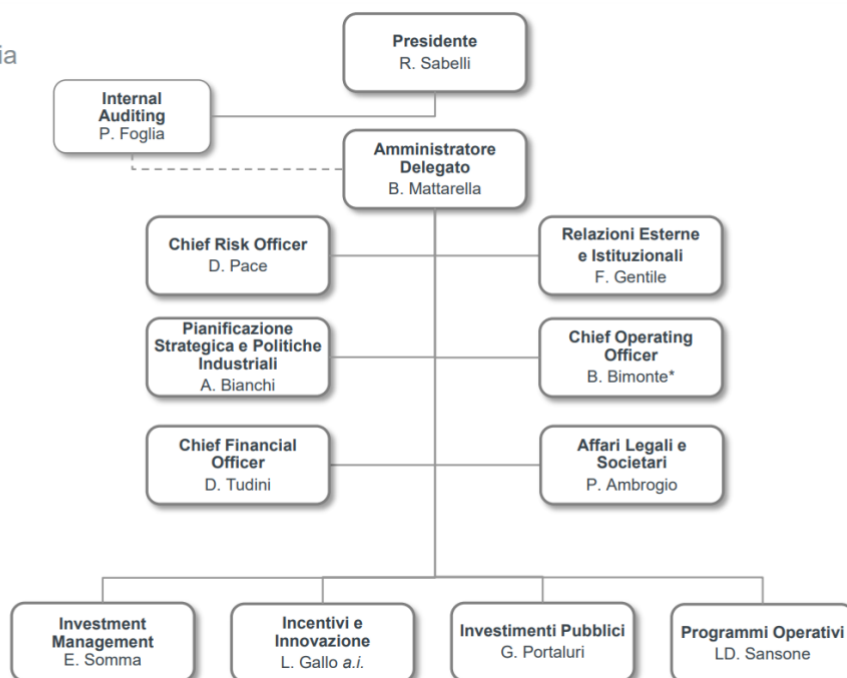 Presidente
R. Sabelli
ia
Internal
Auditing
P. Foglia
Amministratore
Delegato
B. Mattarella
Chief Risk Officer
D. Pace
Relazioni Esterne
e Istituzionali
F. Gentile
Pianificazione
Strategica e Politiche
Industriali
A. Bianchi
Chief Operating
Officer
B. Bimonte*
Chief Financial
Officer
D. Tudini
Affari Legali e
Societari
P. Ambrogio
Investment
Management
E. Somma
Incentivi e
Innovazione
L. Gallo a.i.
Investimenti Pubblici
G. Portaluri
Programmi Operativi
LD. Sansone